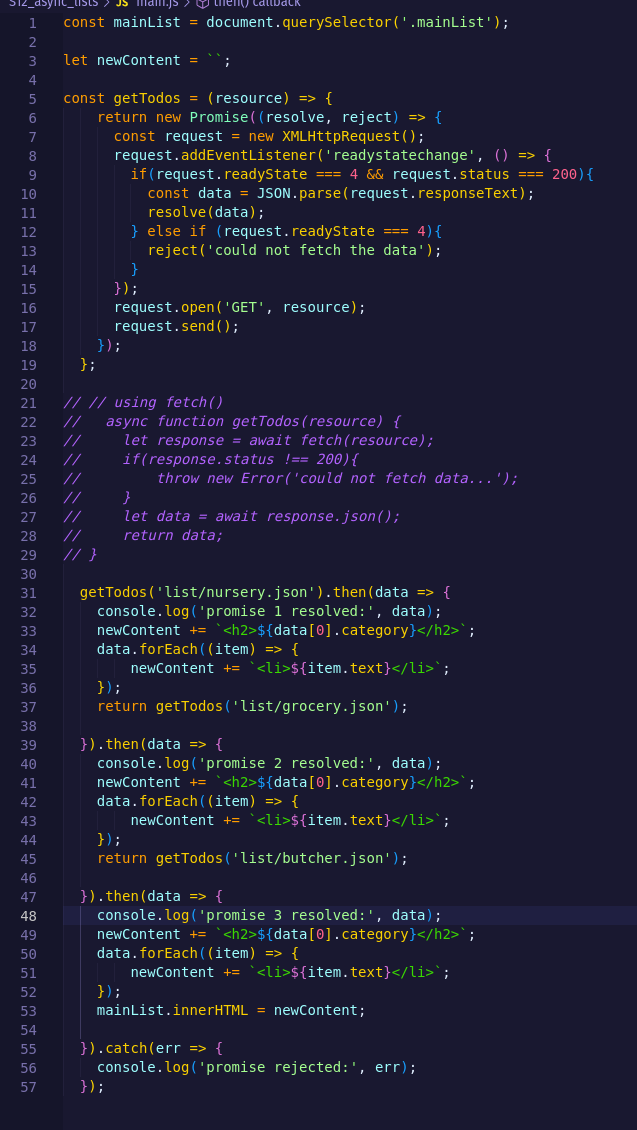 S12_async_lists > JS main.js > then() callback
1 const mainList = document.querySelector('.mainList');
2
3 let newContent = ``;
4
5 const getTodos = (resource) => {
6     return new Promise((resolve, reject) => {
7       const request = new XMLHttpRequest();
8       request.addEventListener('readystatechange', () => {
9         if(request.readyState === 4 && request.status === 200){
10           const data = JSON.parse(request.responseText);
11           resolve(data);
12         } else if (request.readyState === 4){
13           reject('could not fetch the data');
14         }
15       });
16       request.open('GET', resource);
17       request.send();
18     });
19   };
20
21 // // using fetch()
22 //   async function getTodos(resource) {
23 //     let response = await fetch(resource);
24 //     if(response.status !== 200){
25 //         throw new Error('could not fetch data...');
26 //     }
27 //     let data = await response.json();
28 //     return data;
29 // }
30
31   getTodos('list/nursery.json').then(data => {
32     console.log('promise 1 resolved:', data);
33     newContent += `<h2>${data[0].category}</h2>`;
34     data.forEach((item) => {
35         newContent += `<li>${item.text}</li>`;
36     });
37     return getTodos('list/grocery.json');
38
39   }).then(data => {
40     console.log('promise 2 resolved:', data);
41     newContent += `<h2>${data[0].category}</h2>`;
42     data.forEach((item) => {
43         newContent += `<li>${item.text}</li>`;
44     });
45     return getTodos('list/butcher.json');
46
47   }).then(data => {
48     console.log('promise 3 resolved:', data);
49     newContent += `<h2>${data[0].category}</h2>`;
50     data.forEach((item) => {
51         newContent += `<li>${item.text}</li>`;
52     });
53     mainList.innerHTML = newContent;
54
55   }).catch(err => {
56     console.log('promise rejected:', err);
57   });